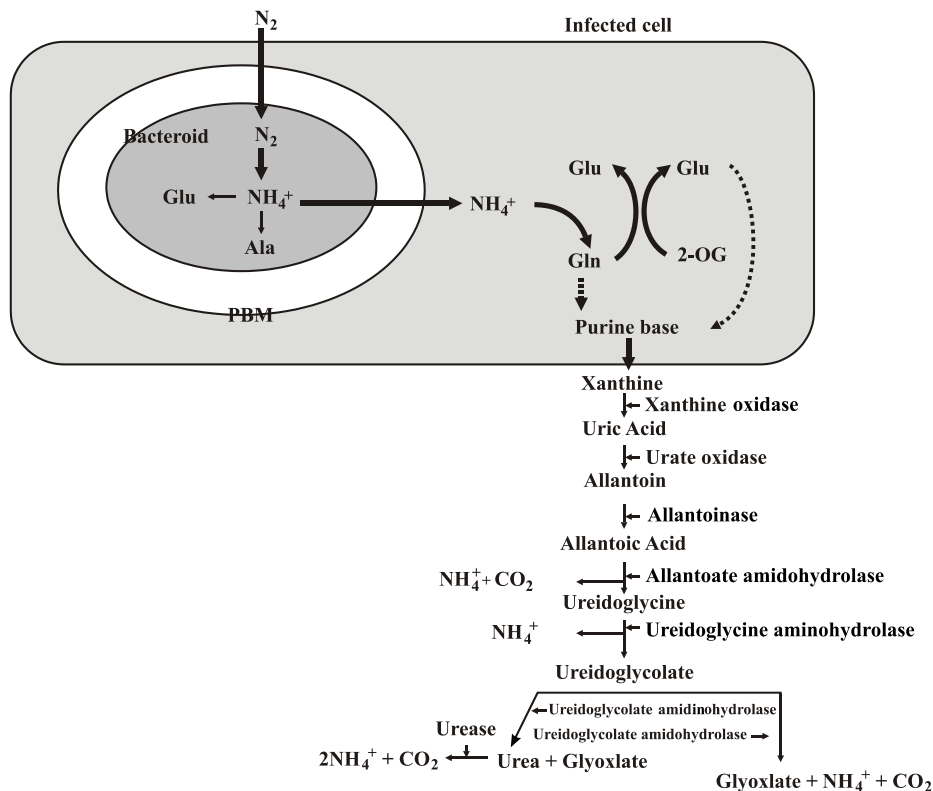 N₂
Infected cell
Bacteroid
N₂
Glu
NH₄⁺
Ala
PBM
NH₄⁺
Glu
Glu
Gln
2-OG
Purine base
Xanthine
Xanthine oxidase
Uric Acid
Urate oxidase
Allantoin
Allantoinase
Allantoic Acid
NH₄⁺ + CO₂
Allantoate amidohydrolase
Ureidoglycine
NH₄⁺
Ureidoglycine aminohydrolase
Ureidoglycolate
Ureidoglycolate amidinohydrolase
Ureidoglycolate amidohydrolase
Urease
2NH₄⁺ + CO₂
Urea + Glyoxlate
Glyoxlate + NH₄⁺ + CO₂